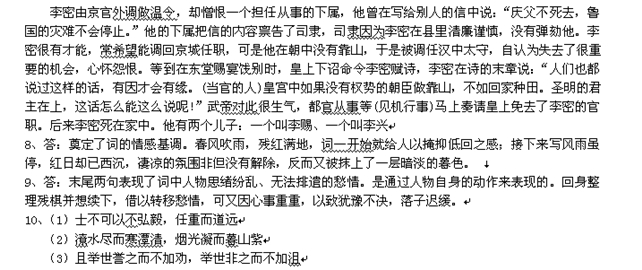 李密由京官外调做温令，却憎恨一个担任从事的下属，他曾在写给别人的信中说：“庆父不死去，鲁
国的灾难不会停止。”他的下属把信的内容禀告了司隶，司隶因为李密在县里清廉谨慎，没有弹劾他。李
密很有才能，常希望能调回京城任职，可是他在朝中没有靠山，于是被调任汉中太守，自认为失去了很重
要的机会，心怀怨恨。等到在东堂赐宴饯别时，皇上下诏命令李密赋诗，李密在诗的末章说：“人们也都
说过这样的话，有因才会有缘。(当官的人)皇宫中如果没有权势的朝臣做靠山，不如回家种田。圣明的君
主在上，这话怎么能这么说呢!”武帝对此很生气，都官从事等(见机行事)马上奏请皇上免去了李密的官
职。后来李密死在家中。他有两个儿子：一个叫李赐、一个叫李兴
8、答：奠定了词的情感基调。春风吹雨，残红满地，词一开始就给人以掩抑低回之感；接下来写风雨虽
停，红日却已西沉，凄凉的氛围非但没有解除，反而又被抹上了一层暗淡的暮色。 ↓
9、答：末尾两句表现了词中人物思绪纷乱、无法排遣的愁情。是通过人物自身的动作来表现的。回身整
理残棋并想续下，借以转移愁情，可又因心事重重，以致犹豫不决，落子迟缓。
10、（1）士不可以不弘毅，任重而道远
（2）潦水尽而寒潭清，烟光凝而暮山紫
（3）且举世誉之而不加劝，举世非之而不加沮